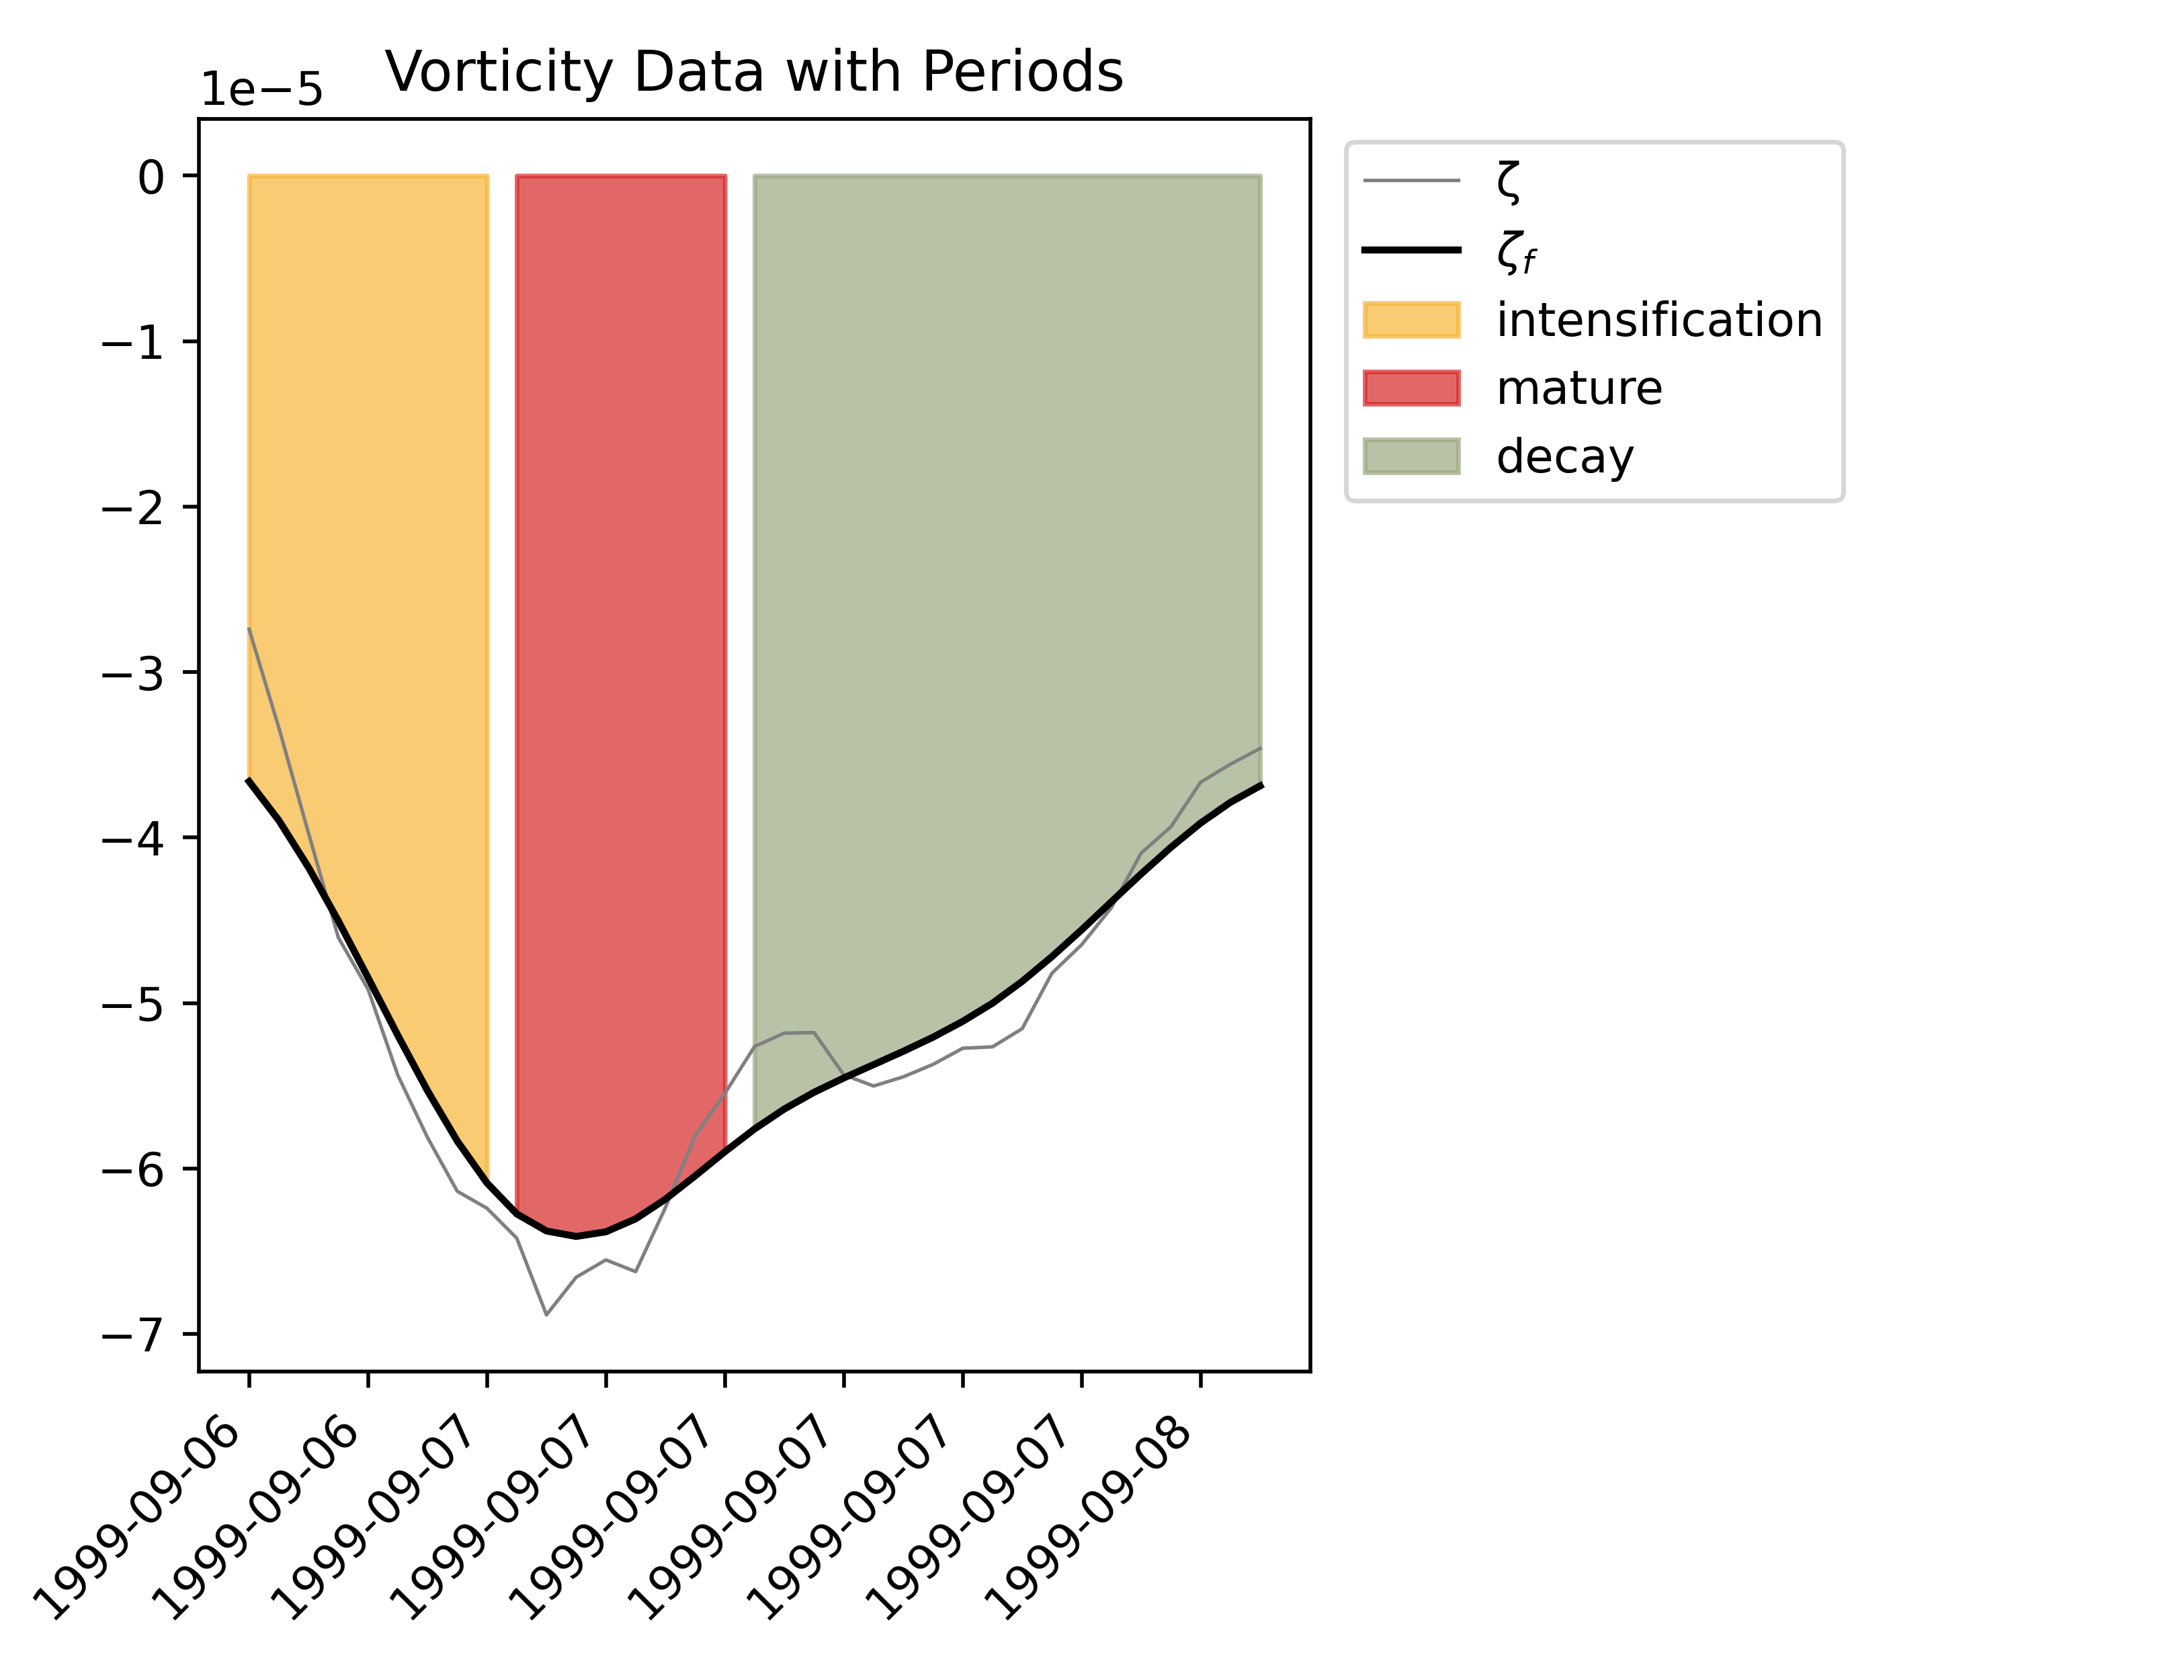 Vorticity Data with Periods
1e−5
0
−1
−2
−3
−4
−5
−6
−7
1999-09-06
1999-09-06
1999-09-07
1999-09-07
1999-09-07
1999-09-07
1999-09-07
1999-09-07
1999-09-08
ζ
ζf
intensification
mature
decay